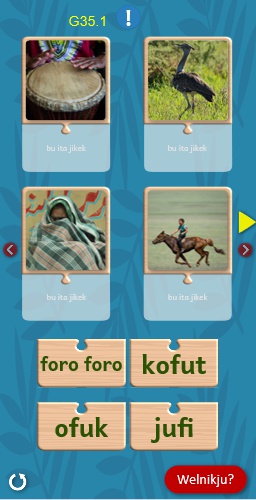 G35.1 !
bu ita jikek
bu ita jikek
bu ita jikek
bu ita jikek
foro foro
kofut
ofuk
jufi
Welnikju?